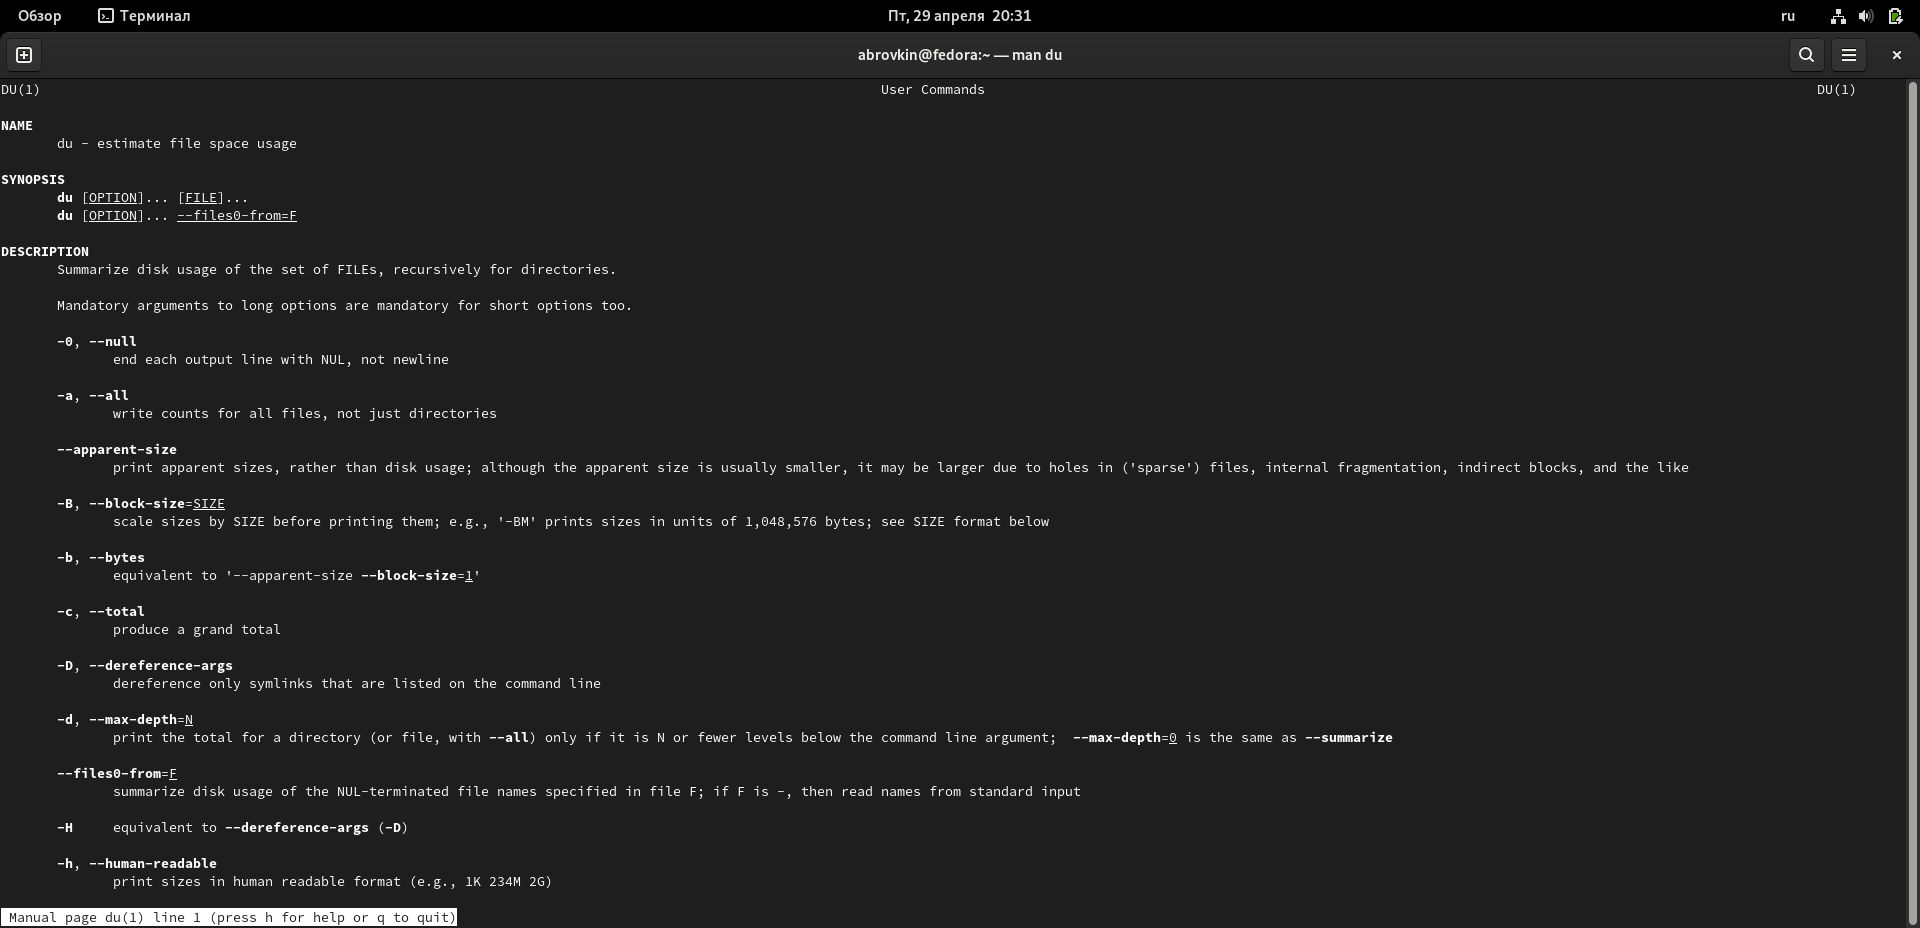 Обзор Терминал Пт, 29 апреля 20:31 ru
abrovkin@fedora:~ — man du
DU(1) User Commands DU(1)
NAME
du - estimate file space usage
SYNOPSIS
du [OPTION]... [FILE]...
du [OPTION]... --files0-from=F
DESCRIPTION
Summarize disk usage of the set of FILEs, recursively for directories.
Mandatory arguments to long options are mandatory for short options too.
-0, --null
end each output line with NUL, not newline
-a, --all
write counts for all files, not just directories
--apparent-size
print apparent sizes, rather than disk usage; although the apparent size is usually smaller, it may be larger due to holes in ('sparse') files, internal fragmentation, indirect blocks, and the like
-B, --block-size=SIZE
scale sizes by SIZE before printing them; e.g., '-BM' prints sizes in units of 1,048,576 bytes; see SIZE format below
-b, --bytes
equivalent to '--apparent-size --block-size=1'
-c, --total
produce a grand total
-D, --dereference-args
dereference only symlinks that are listed on the command line
-d, --max-depth=N
print the total for a directory (or file, with --all) only if it is N or fewer levels below the command line argument;  --max-depth=0 is the same as --summarize
--files0-from=F
summarize disk usage of the NUL-terminated file names specified in file F; if F is -, then read names from standard input
-H equivalent to --dereference-args (-D)
-h, --human-readable
print sizes in human readable format (e.g., 1K 234M 2G)
Manual page du(1) line 1 (press h for help or q to quit)